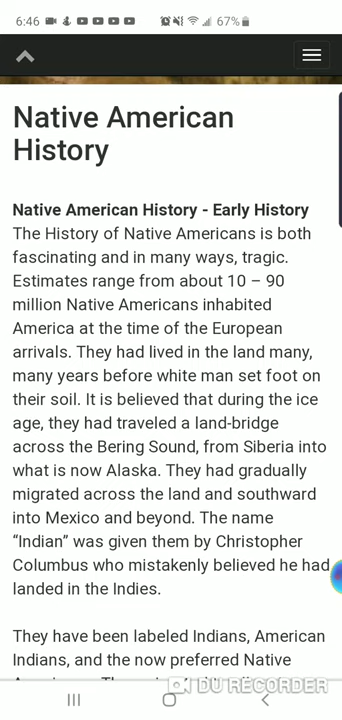 6:46 67%
Native American
History
Native American History - Early History
The History of Native Americans is both
fascinating and in many ways, tragic.
Estimates range from about 10 – 90
million Native Americans inhabited
America at the time of the European
arrivals. They had lived in the land many,
many years before white man set foot on
their soil. It is believed that during the ice
age, they had traveled a land-bridge
across the Bering Sound, from Siberia into
what is now Alaska. They had gradually
migrated across the land and southward
into Mexico and beyond. The name
“Indian” was given them by Christopher
Columbus who mistakenly believed he had
landed in the Indies.
They have been labeled Indians, American
Indians, and the now preferred Native
DU RECORDER